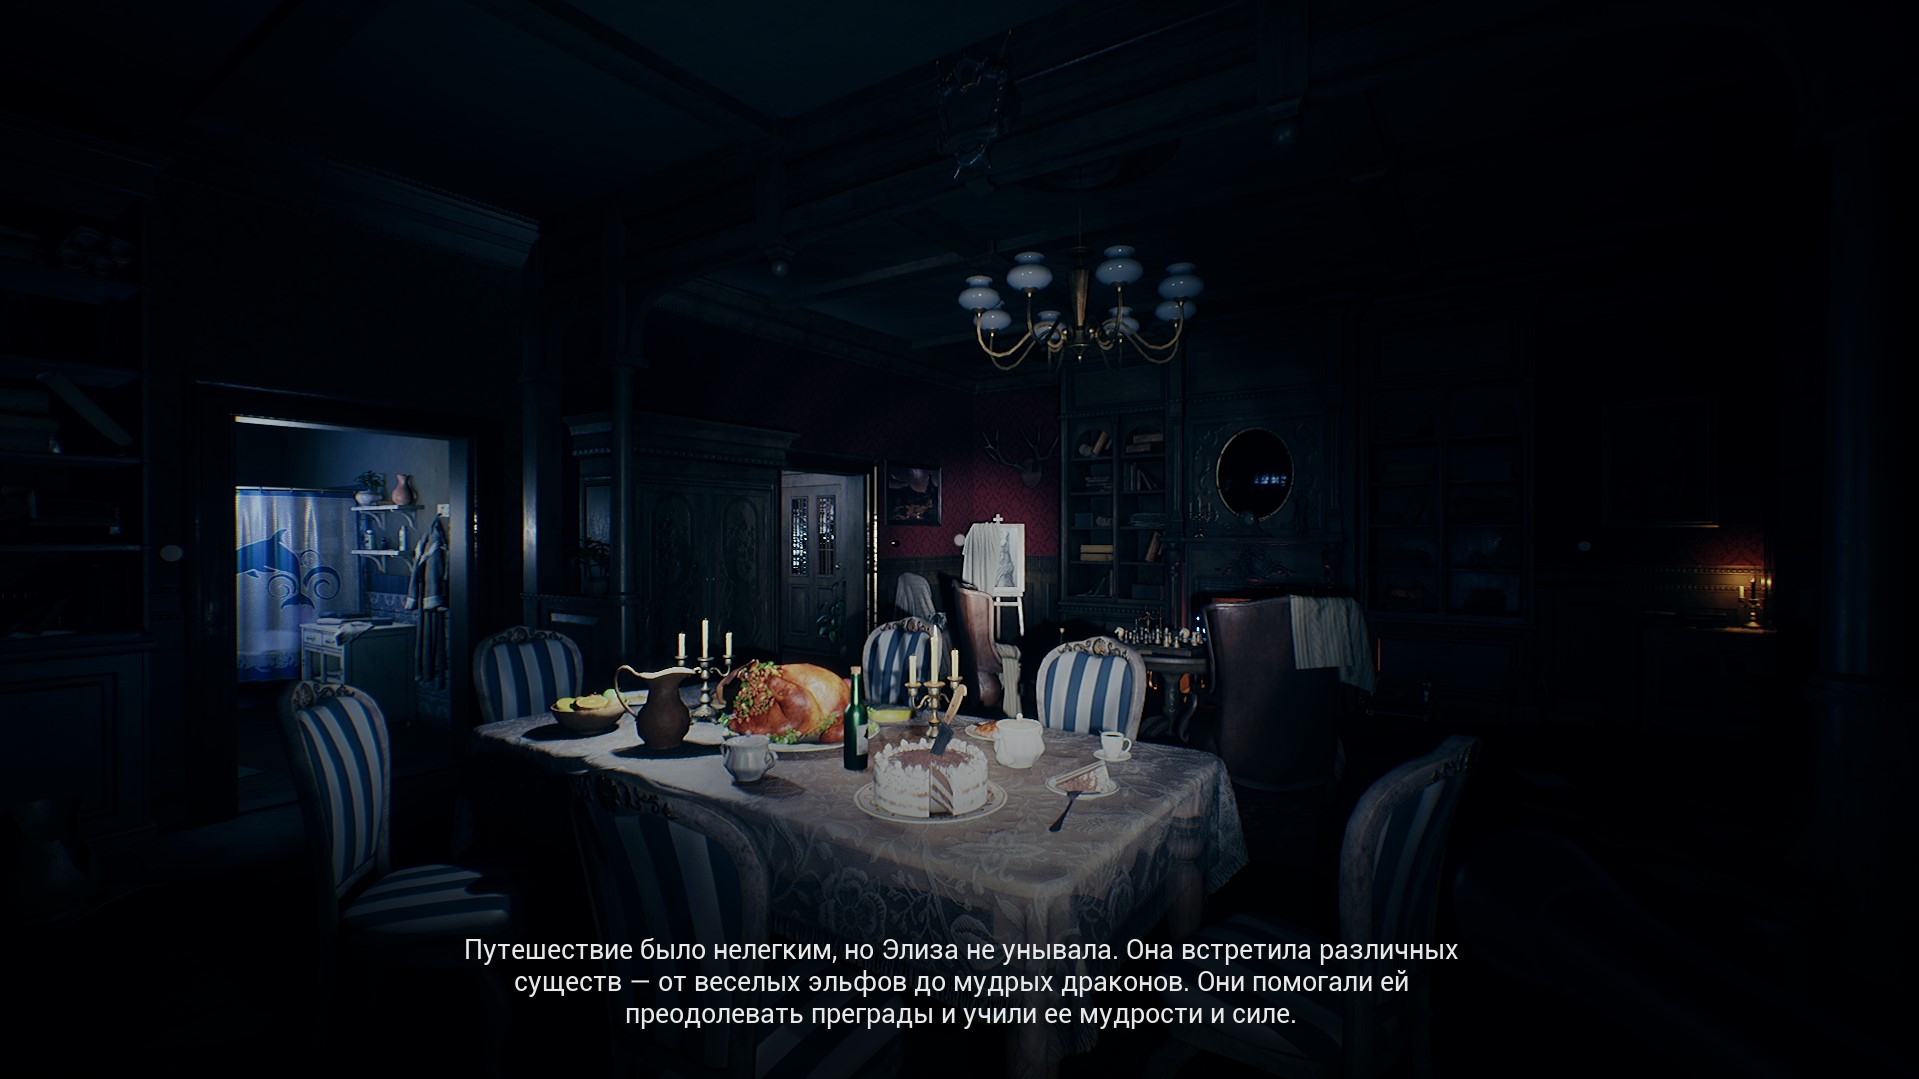 Путешествие было нелегким, но Элиза не унывала. Она встретила различных
существ — от веселых эльфов до мудрых драконов. Они помогали ей
преодолевать преграды и учили ее мудрости и силе.